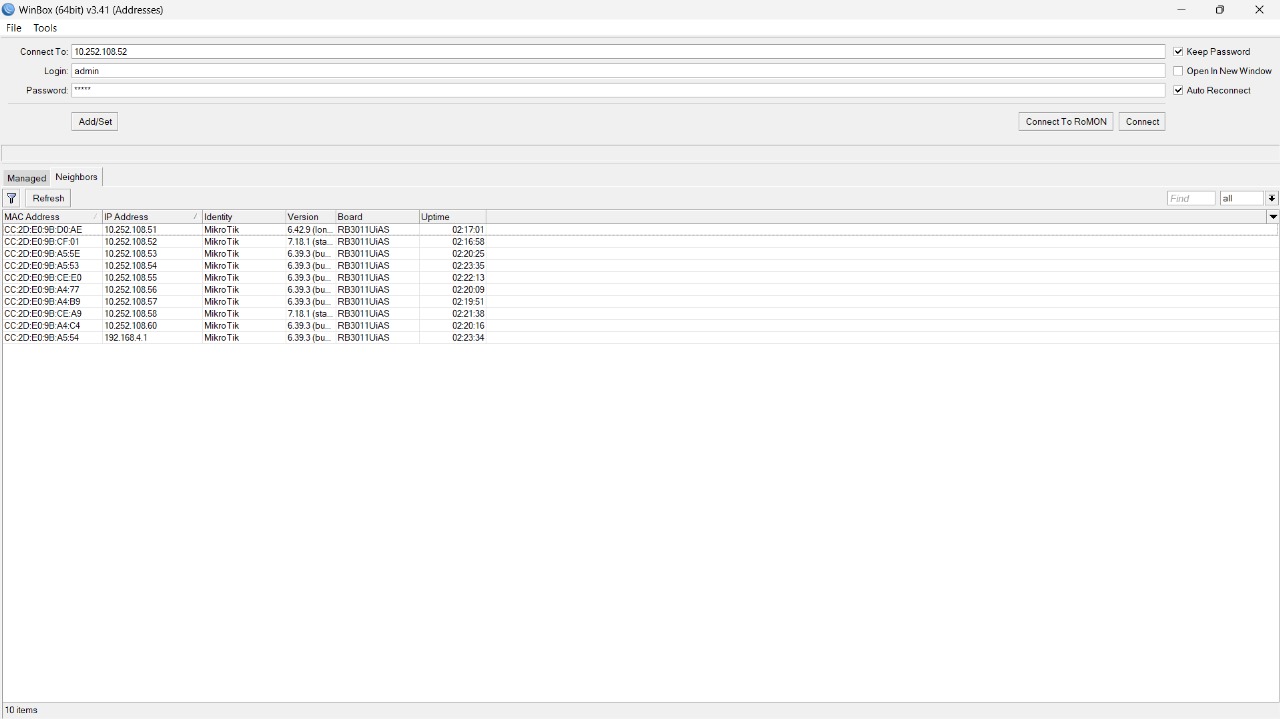 WinBox (64bit) v3.41 (Addresses)
File Tools
Connect To: 10.252.108.52 Keep Password
Login: admin Open In New Window
Password: ***** Auto Reconnect
Add/Set Connect To RoMON Connect
Managed Neighbors
Refresh Find all
MAC Address IP Address Identity Version Board Uptime
CC:2D:E0:9B:D0:AE 10.252.108.51 MikroTik 6.42.9 (lon... RB3011UiAS 02:17:01
CC:2D:E0:9B:CF:01 10.252.108.52 MikroTik 7.18.1 (sta... RB3011UiAS 02:16:58
CC:2D:E0:9B:A5:5E 10.252.108.53 MikroTik 6.39.3 (bu... RB3011UiAS 02:20:25
CC:2D:E0:9B:A5:53 10.252.108.54 MikroTik 6.39.3 (bu... RB3011UiAS 02:23:35
CC:2D:E0:9B:CE:E0 10.252.108.55 MikroTik 6.39.3 (bu... RB3011UiAS 02:22:13
CC:2D:E0:9B:A4:77 10.252.108.56 MikroTik 6.39.3 (bu... RB3011UiAS 02:20:09
CC:2D:E0:9B:A4:B9 10.252.108.57 MikroTik 6.39.3 (bu... RB3011UiAS 02:19:51
CC:2D:E0:9B:CE:A9 10.252.108.58 MikroTik 7.18.1 (sta... RB3011UiAS 02:21:38
CC:2D:E0:9B:A4:C4 10.252.108.60 MikroTik 6.39.3 (bu... RB3011UiAS 02:20:16
CC:2D:E0:9B:A5:54 192.168.4.1 MikroTik 6.39.3 (bu... RB3011UiAS 02:23:34
10 items